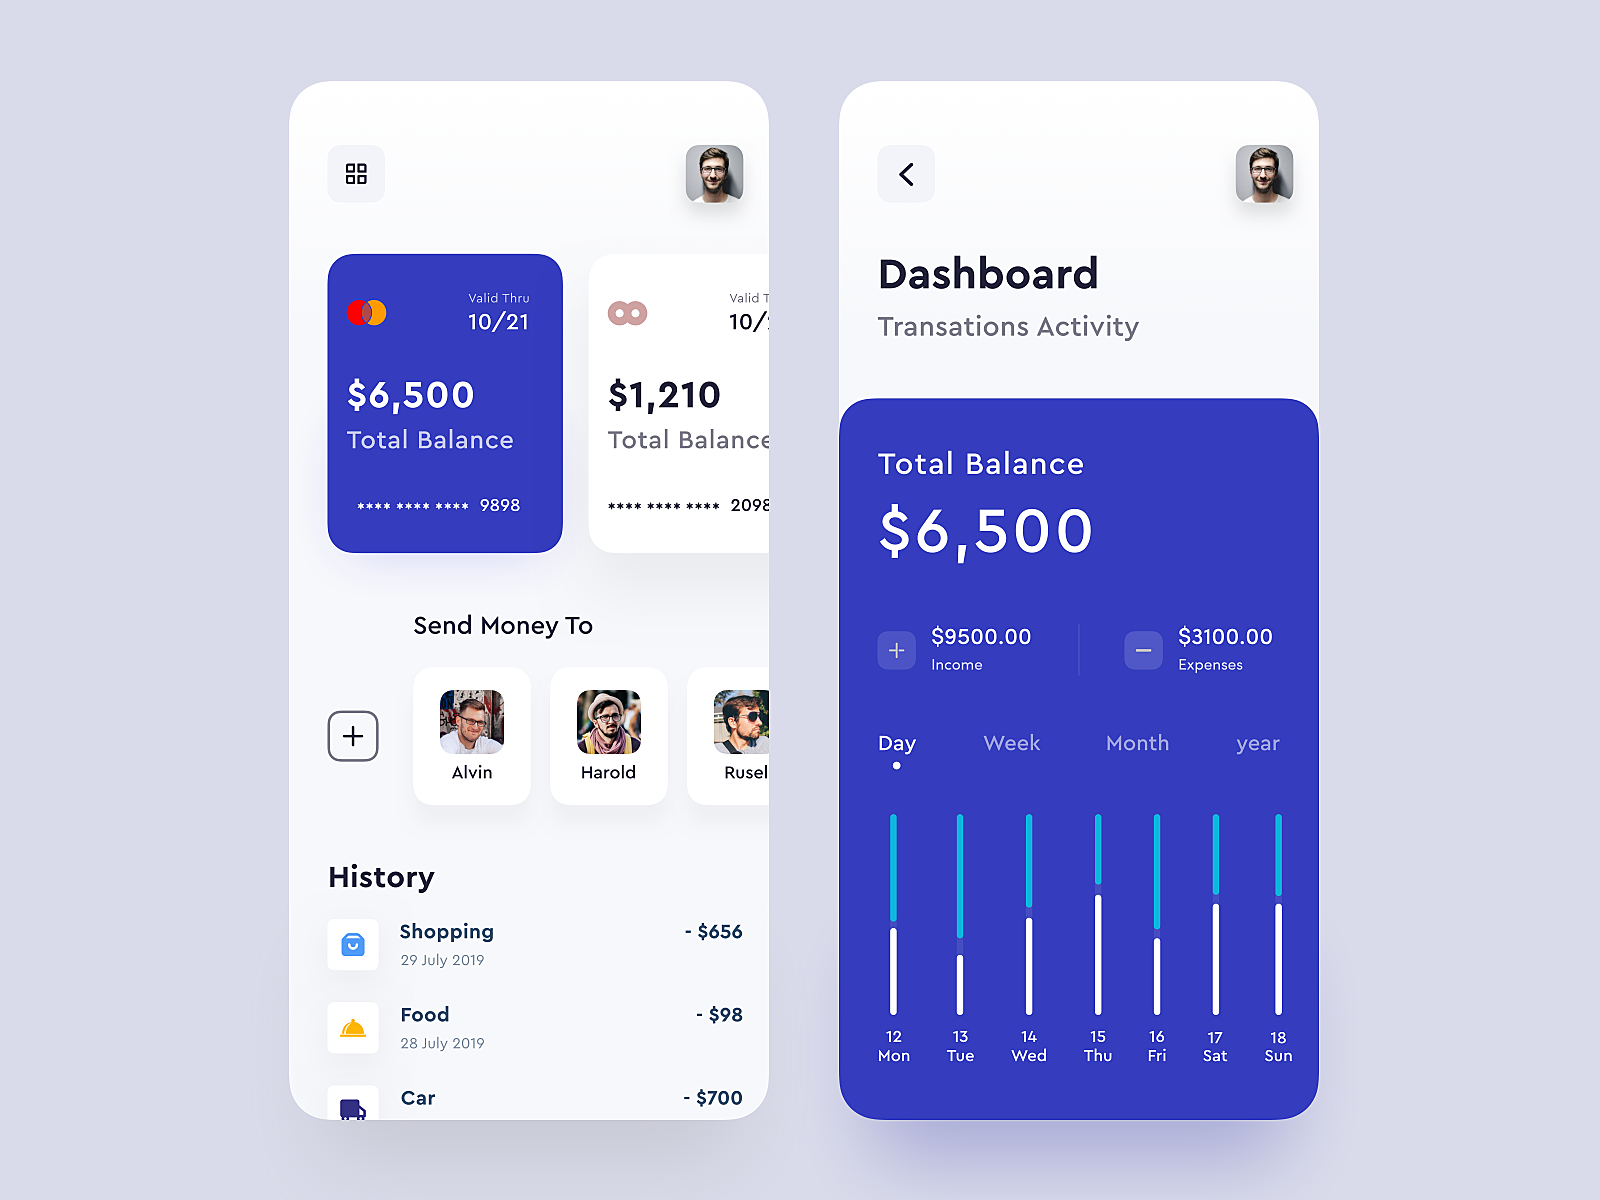 Valid Thru
10/21
$6,500
Total Balance
**** **** **** 9898
Valid T
10/
$1,210
Total Balance
**** **** **** 2098
Send Money To
Alvin
Harold
Rusel
History
Shopping
29 July 2019
- $656
Food
28 July 2019
- $98
Car
- $700
Dashboard
Transations Activity
Total Balance
$6,500
$9500.00
Income
$3100.00
Expenses
Day Week Month year
12 13 14 15 16 17 18
Mon Tue Wed Thu Fri Sat Sun